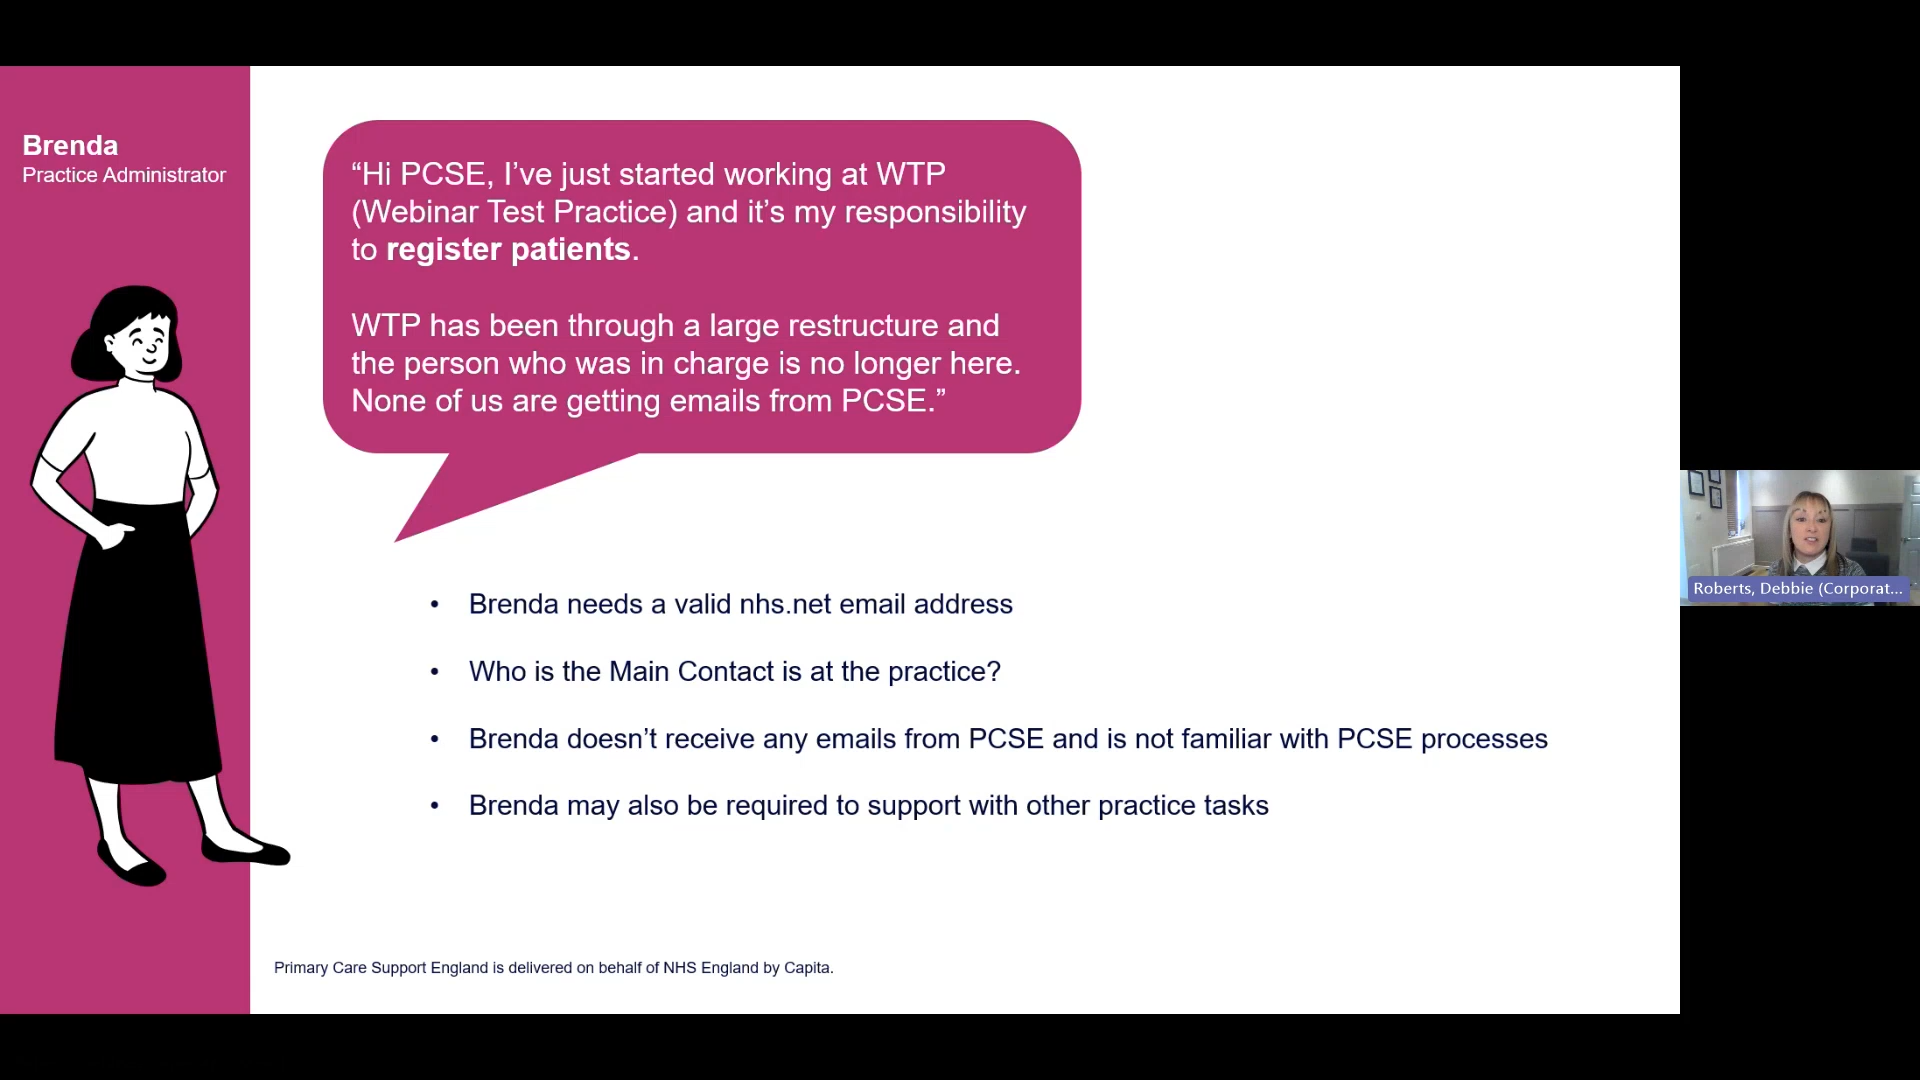 Brenda
Practice Administrator
“Hi PCSE, I’ve just started working at WTP
(Webinar Test Practice) and it’s my responsibility
to register patients.
WTP has been through a large restructure and
the person who was in charge is no longer here.
None of us are getting emails from PCSE.”
• Brenda needs a valid nhs.net email address
• Who is the Main Contact is at the practice?
• Brenda doesn’t receive any emails from PCSE and is not familiar with PCSE processes
• Brenda may also be required to support with other practice tasks
Roberts, Debbie (Corporat...
Primary Care Support England is delivered on behalf of NHS England by Capita.